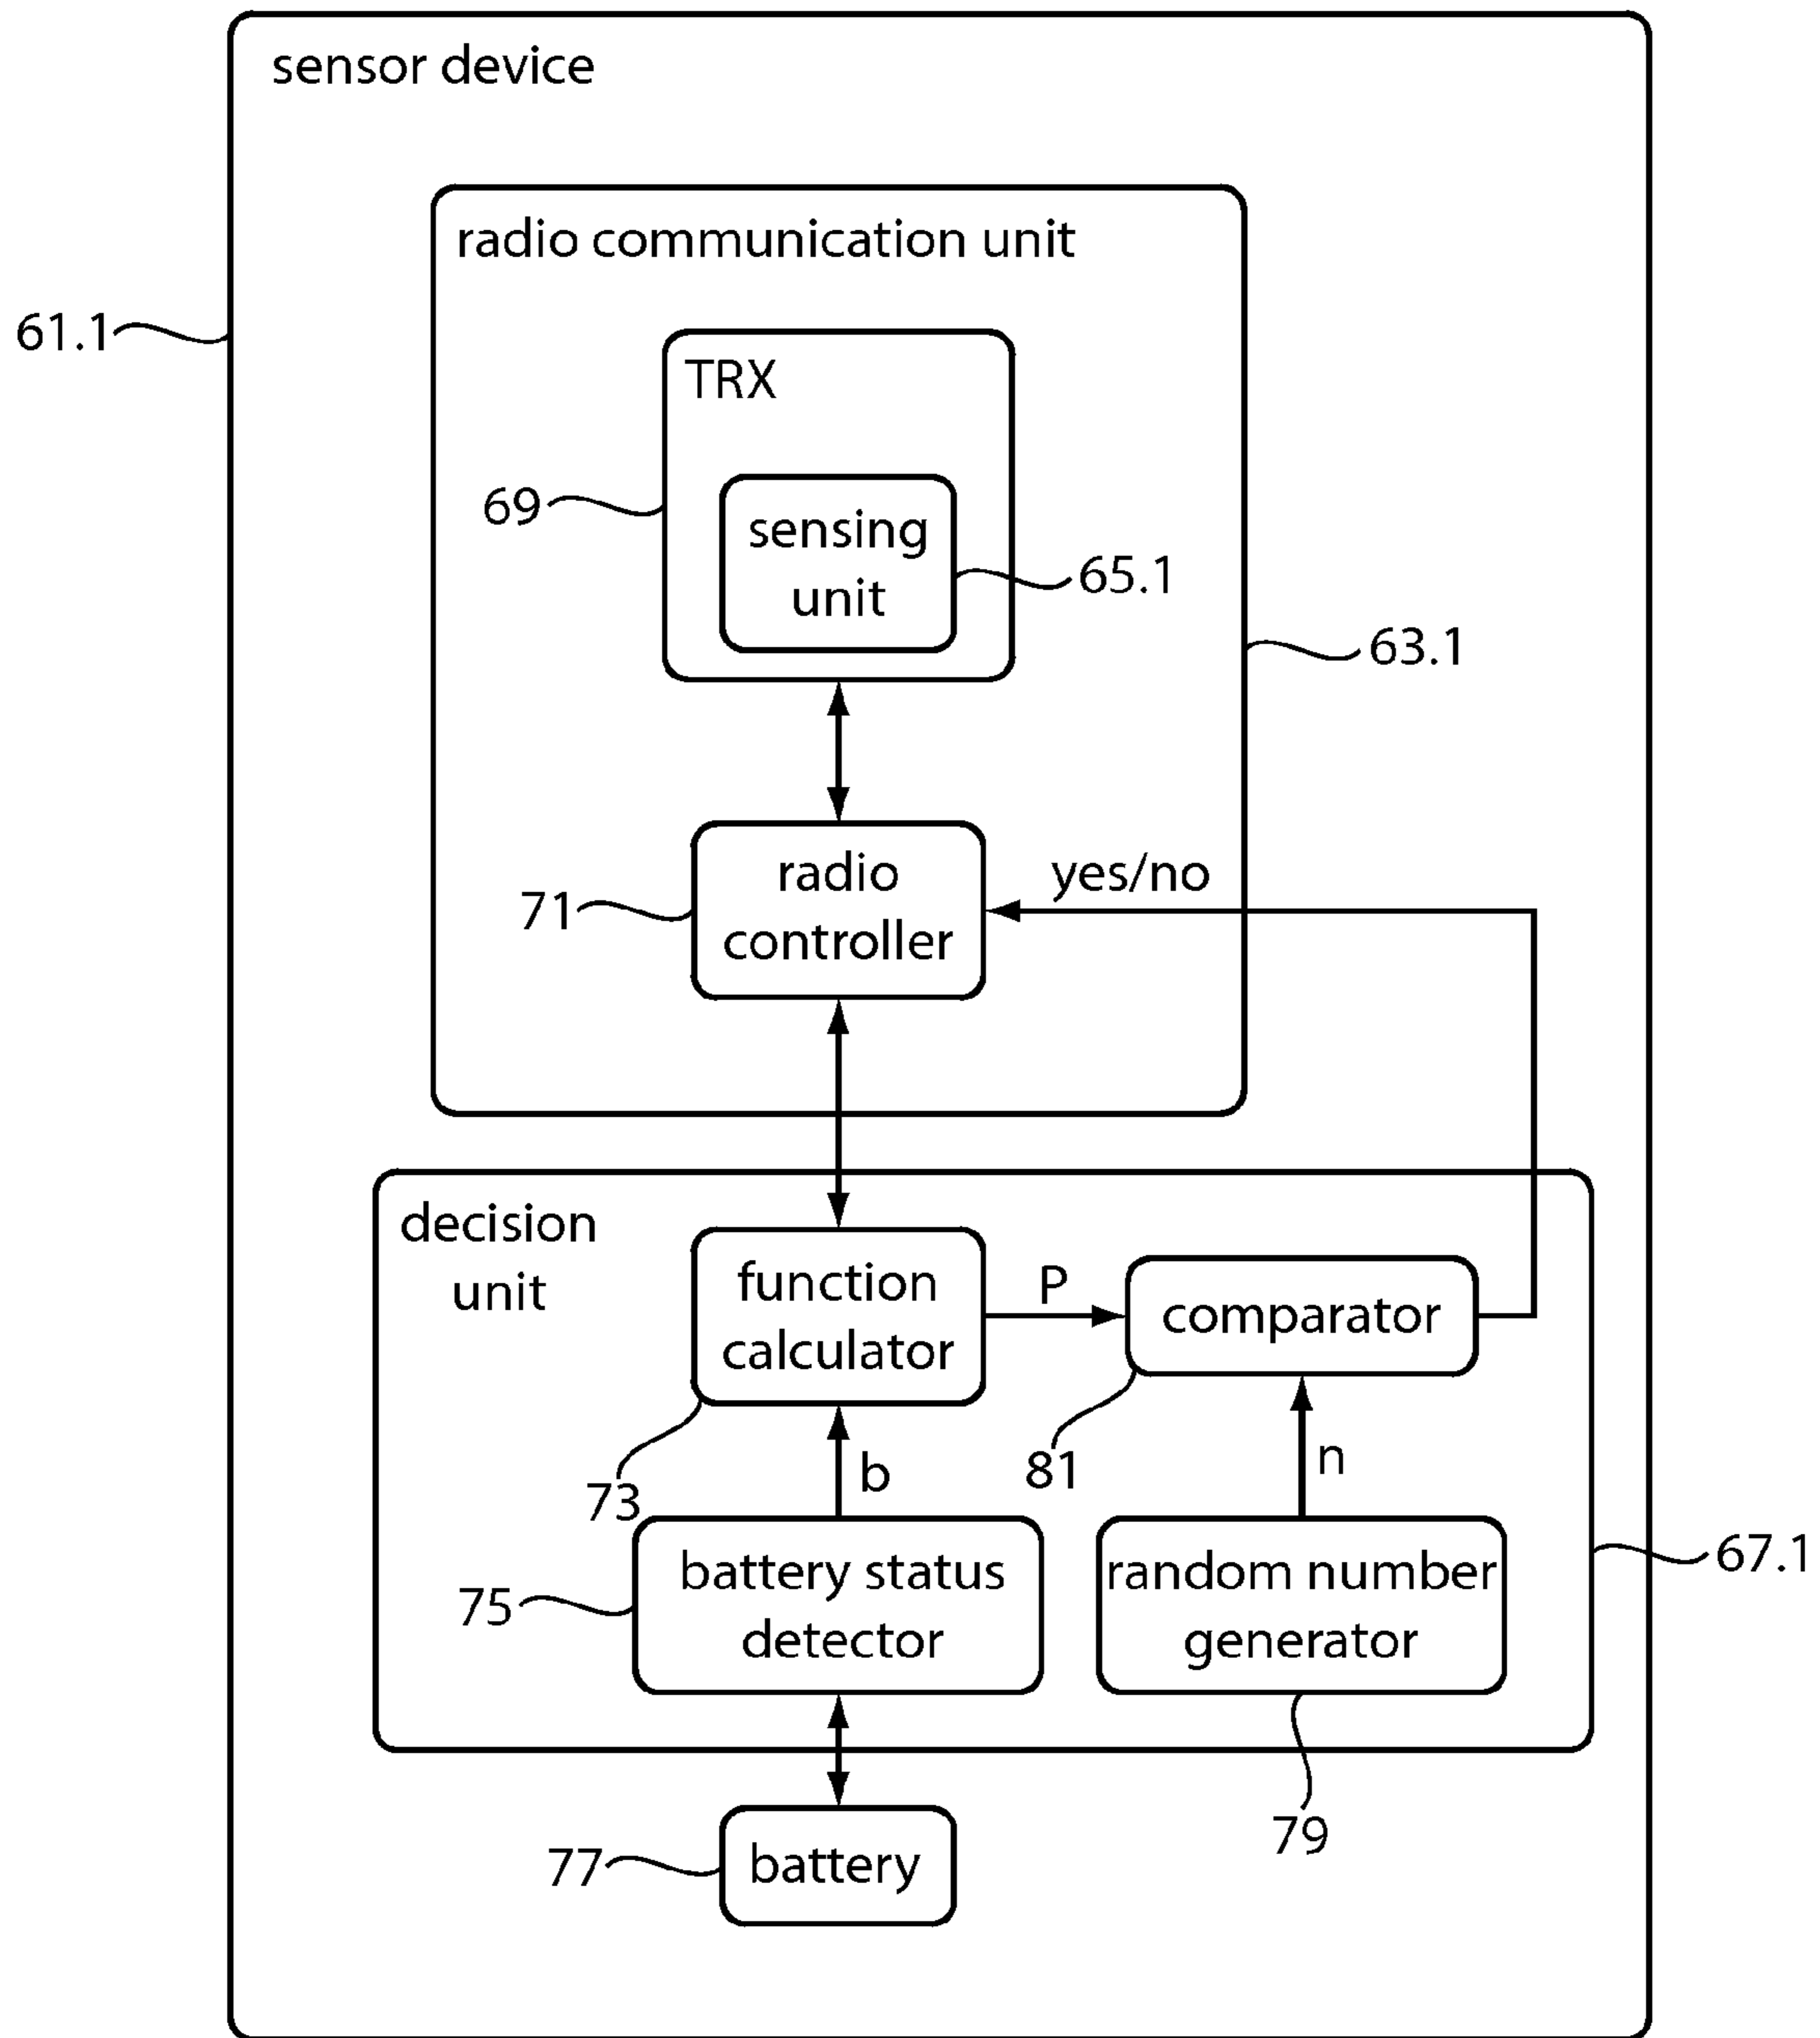 sensor device
radio communication unit
61.1
TRX
69
sensing
unit
65.1
63.1
radio
controller
yes/no
71
decision
unit
function
calculator
P
comparator
73
b
81
n
battery status
detector
75
random number
generator
67.1
79
battery
77